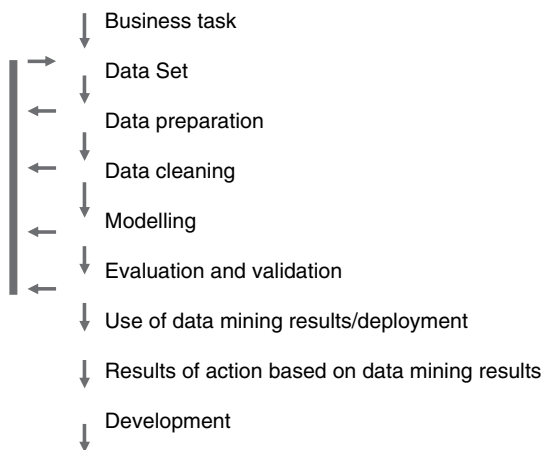 Business task
Data Set
Data preparation
Data cleaning
Modelling
Evaluation and validation
Use of data mining results/deployment
Results of action based on data mining results
Development